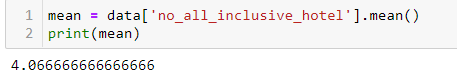 1 mean = data['no_all_inclusive_hotel'].mean()
2 print(mean)
4.066666666666666